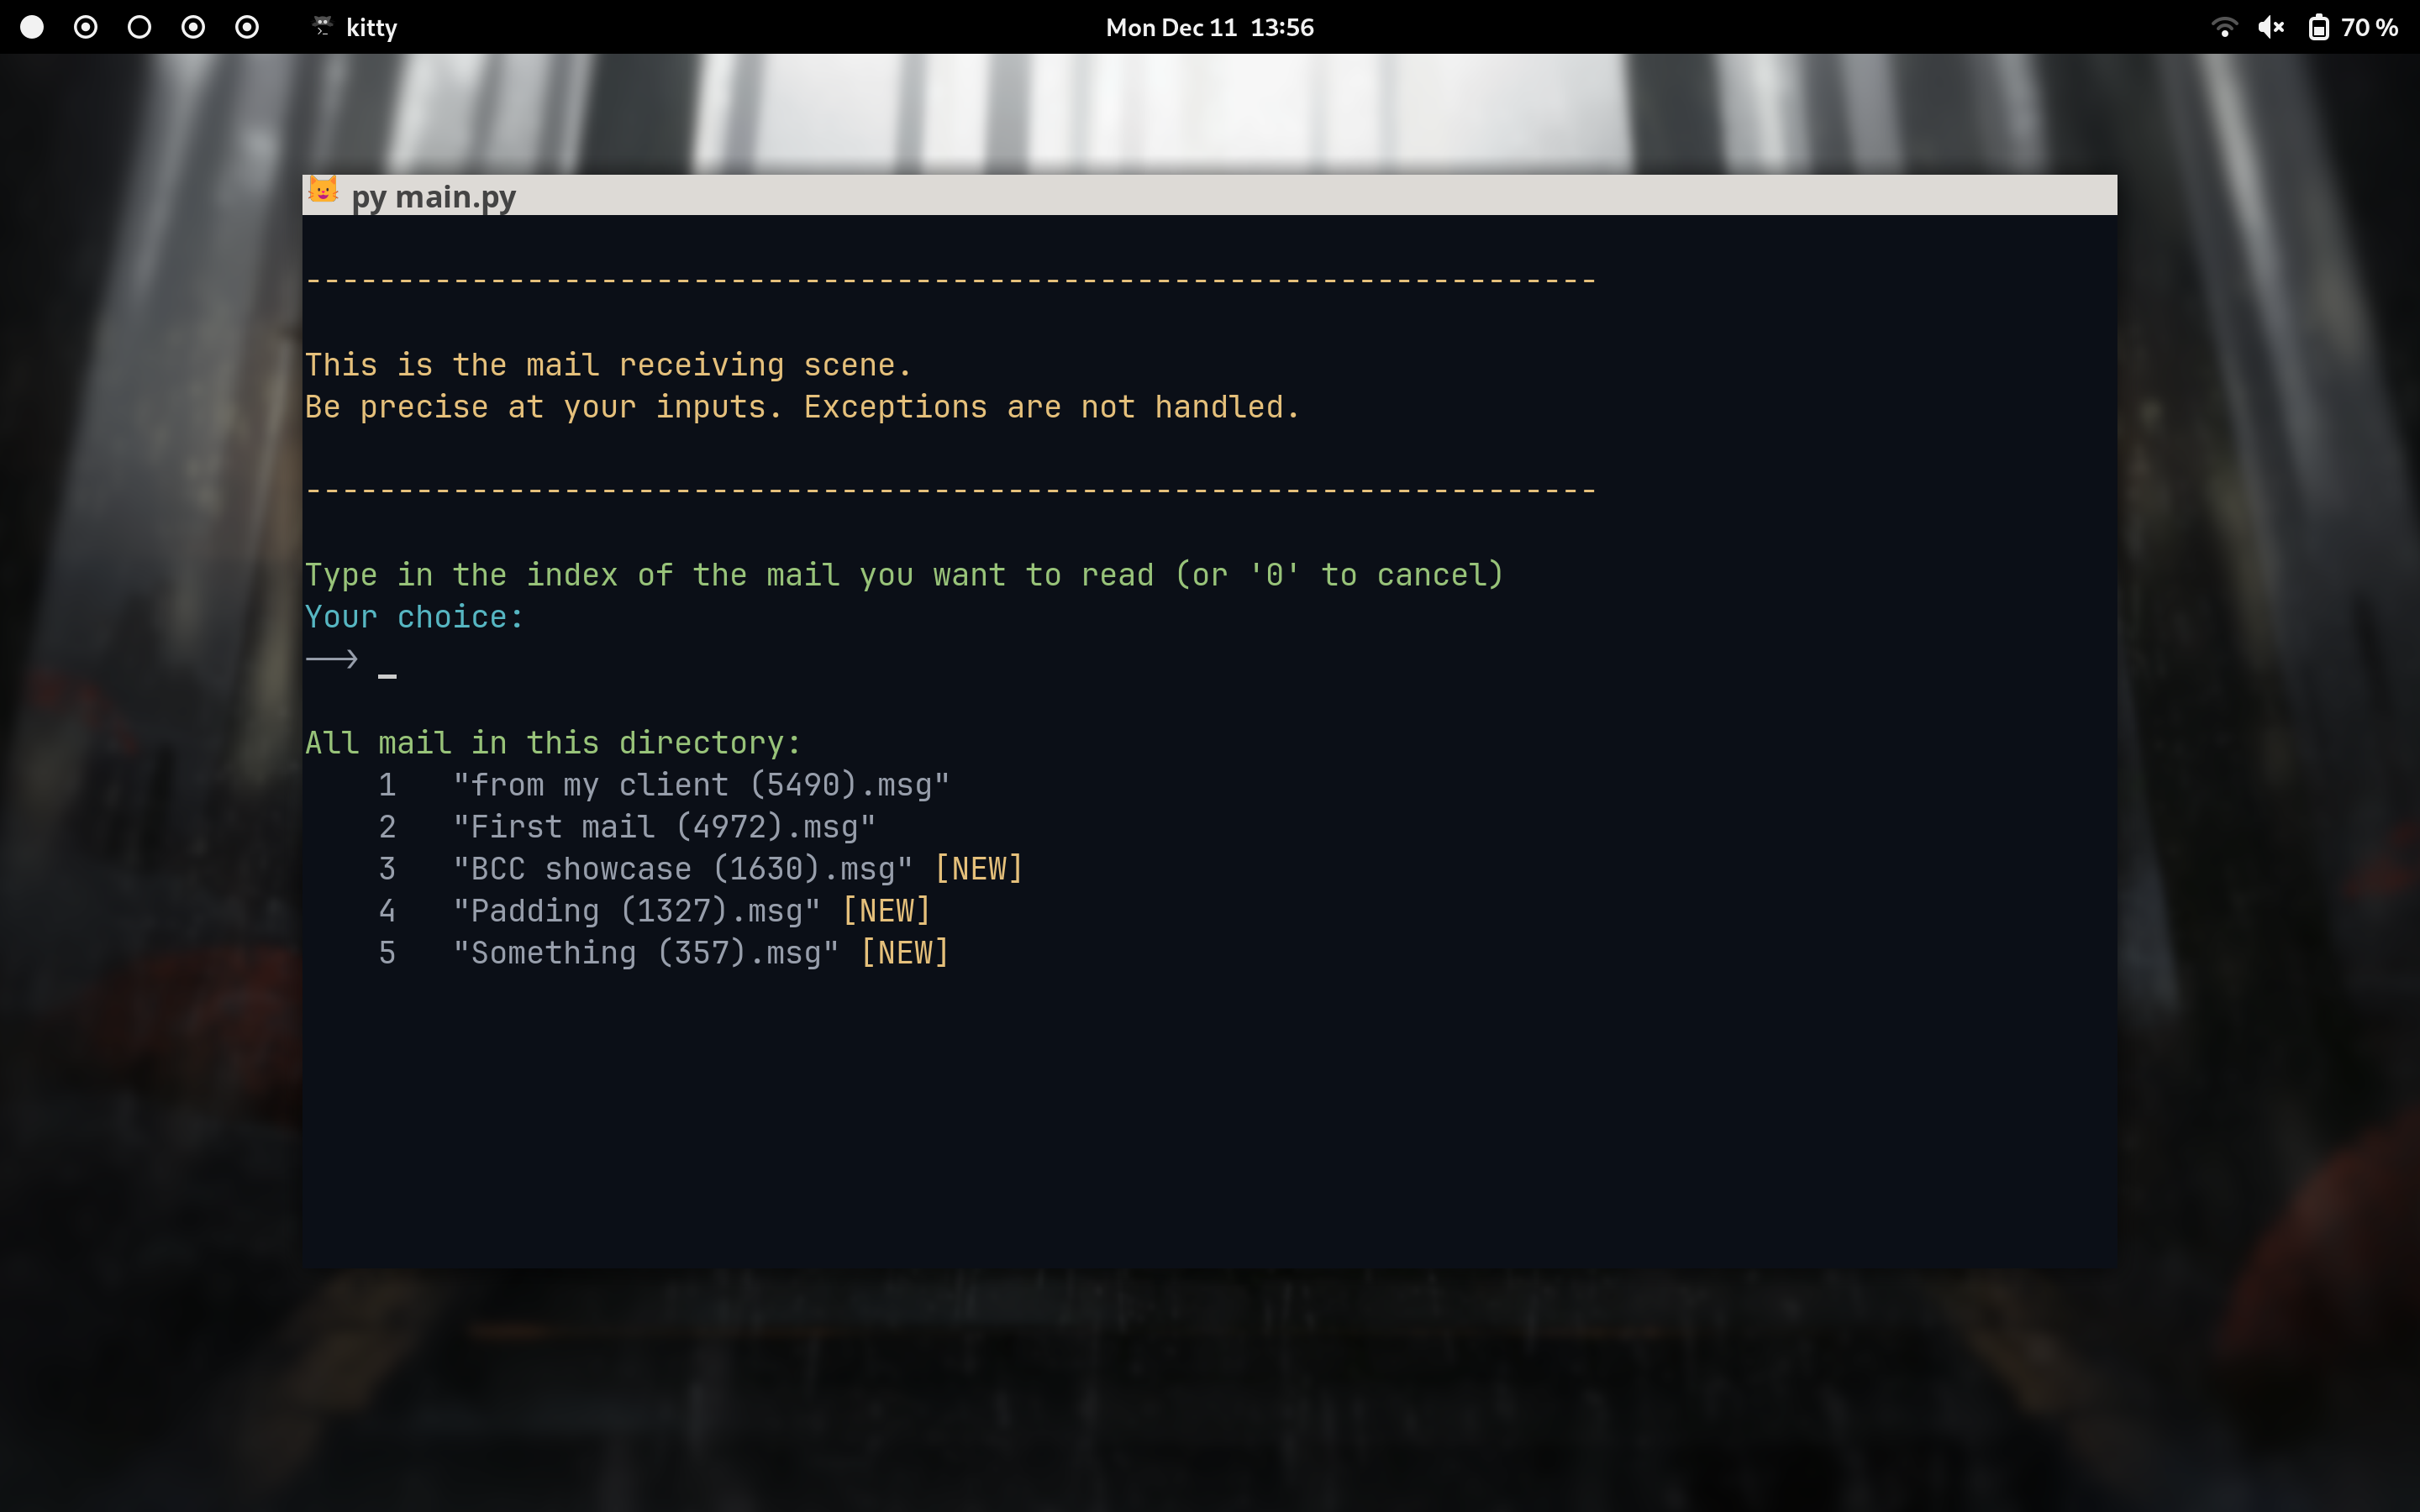 kitty
Mon Dec 11 13:56
70 %
py main.py
----------------------------------------------------------------------
This is the mail receiving scene.
Be precise at your inputs. Exceptions are not handled.
----------------------------------------------------------------------
Type in the index of the mail you want to read (or '0' to cancel)
Your choice:
⟶ _
All mail in this directory:
1 "from my client (5490).msg"
2 "First mail (4972).msg"
3 "BCC showcase (1630).msg" [NEW]
4 "Padding (1327).msg" [NEW]
5 "Something (357).msg" [NEW]